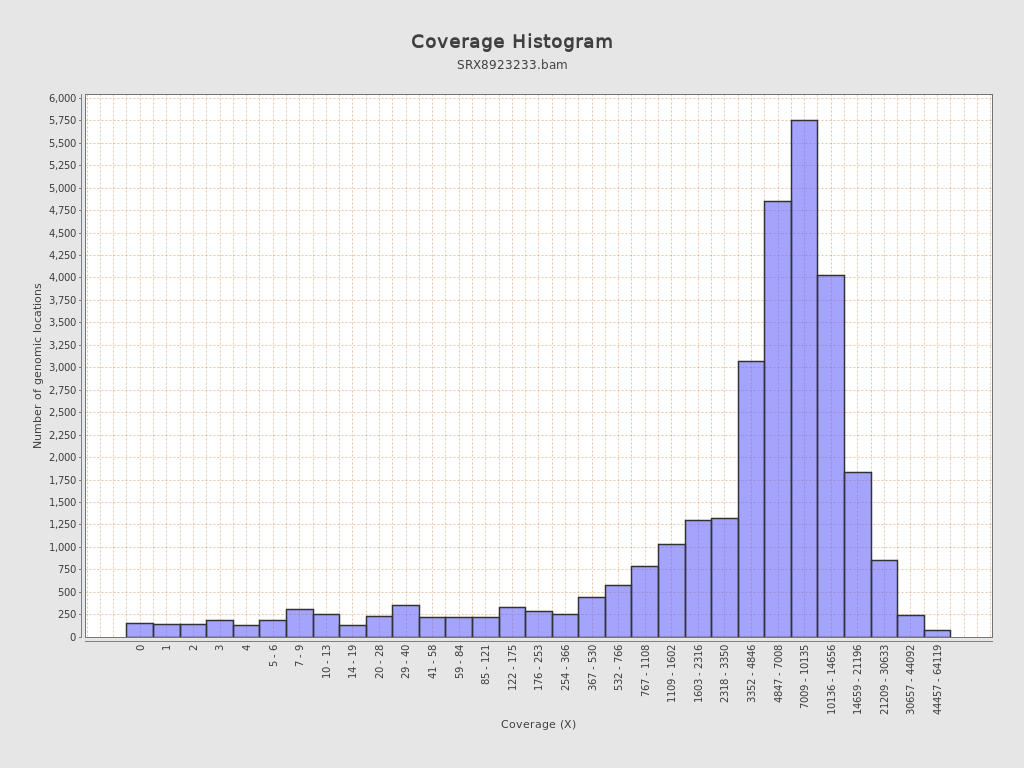 Coverage Histogram
SRX8923233.bam
6,000
5,750
5,500
5,250
5,000
4,750
4,500
4,250
4,000
3,750
3,500
3,250
3,000
2,750
2,500
2,250
2,000
1,750
1,500
1,250
1,000
750
500
250
0
Number of genomic locations
0
1
2
3
4
5 - 6
7 - 9
10 - 13
14 - 19
20 - 28
29 - 40
41 - 58
59 - 84
85 - 121
122 - 175
176 - 253
254 - 366
367 - 530
532 - 766
767 - 1108
1109 - 1602
1603 - 2316
2318 - 3350
3352 - 4846
4847 - 7008
7009 - 10135
10136 - 14656
14659 - 21196
21209 - 30633
30657 - 44092
44457 - 64119
Coverage (X)